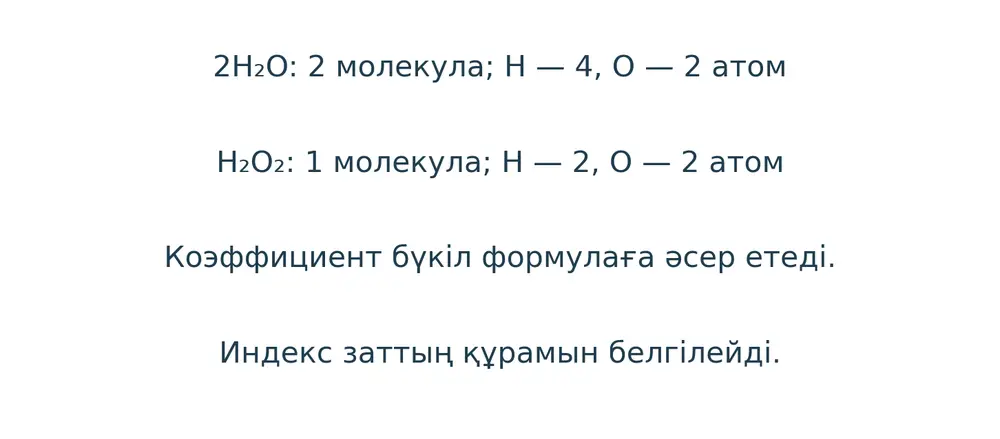 2H₂O: 2 молекула; H — 4, O — 2 атом
H₂O₂: 1 молекула; H — 2, O — 2 атом
Коэффициент бүкіл формулаға әсер етеді.
Индекс заттың құрамын белгілейді.